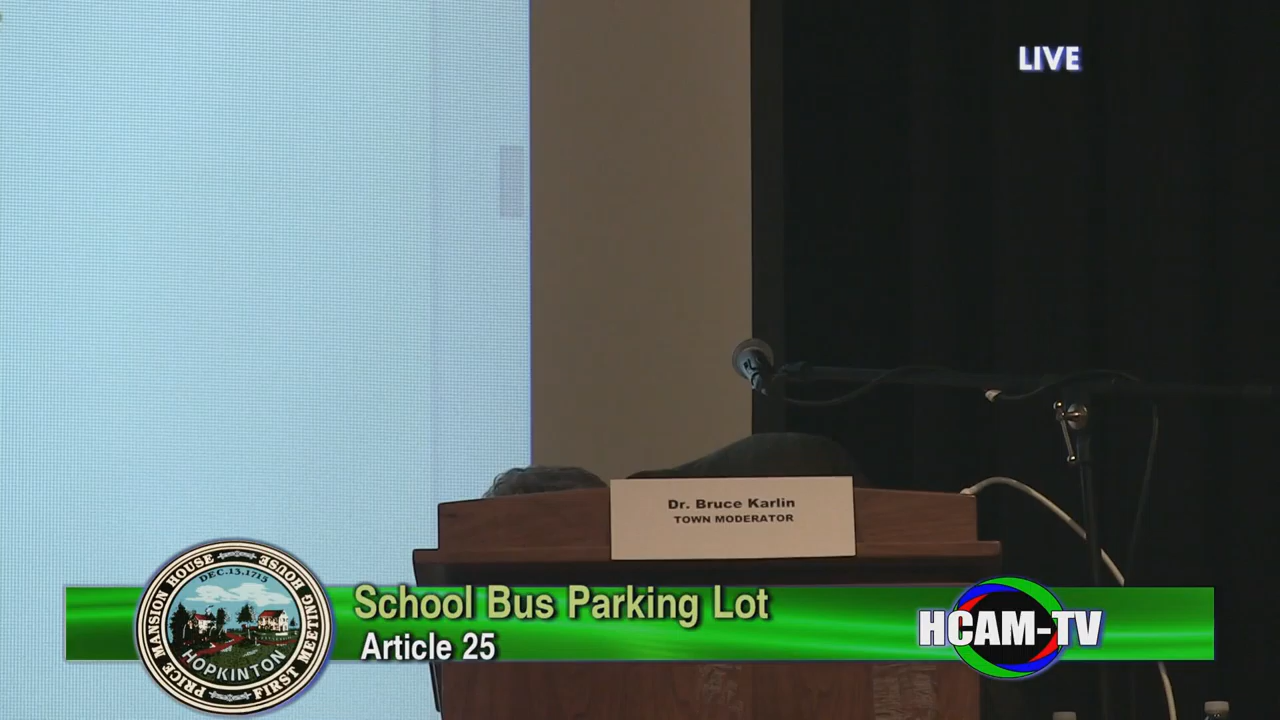 LIVE
Dr. Bruce Karlin
TOWN MODERATOR
School Bus Parking Lot
Article 25
HCAM-TV
PRICE MANSION HOUSE
FIRST MEETING HOUSE
DEC.13.1715
HOPKINTON